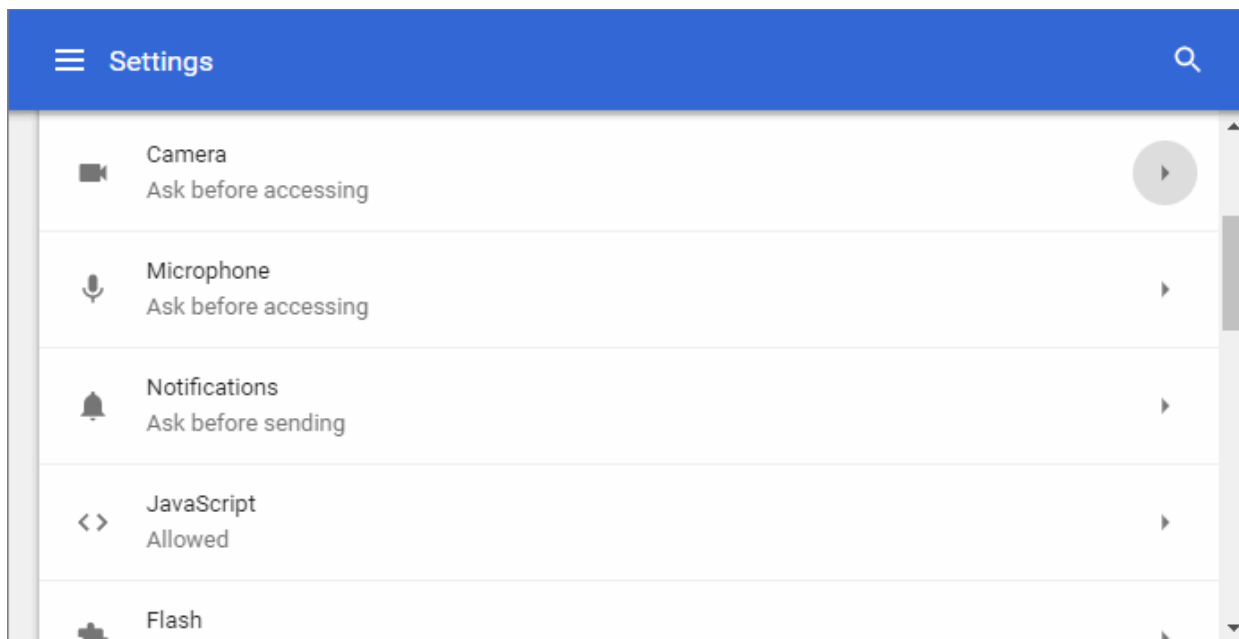 Settings
Camera
Ask before accessing
Microphone
Ask before accessing
Notifications
Ask before sending
JavaScript
Allowed
Flash